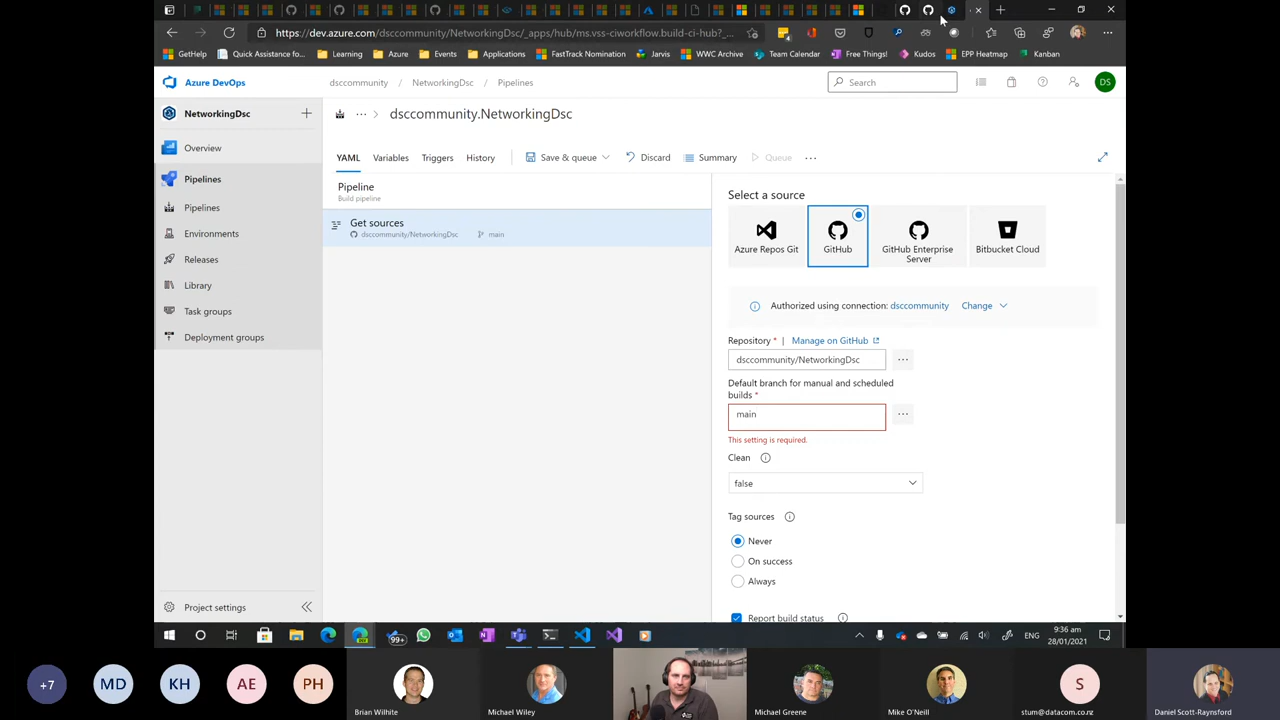 https://dev.azure.com/dsccommunity/NetworkingDsc/_apps/hub/ms.vss-ciworkflow.build-ci-hub?_...
GetHelp
Support Community
Learning
Azure
Events
Applications
FastTrack Nomination
WWC Archive
Team Calendar
Free Things!
Kudos
EPP Heatmap
Kanban
Azure DevOps
dsccommunity / NetworkingDsc / Pipelines
Search
DS
NetworkingDsc
dsccommunity.NetworkingDsc
Overview
Pipelines
Pipelines
Environments
Releases
Library
Task groups
Deployment groups
Project settings
YAML
Variables
Triggers
History
Save & queue
Discard
Summary
Queue
Pipeline
Build pipeline
Get sources
dsccommunity/NetworkingDsc
main
Select a source
Azure Repos Git
GitHub
GitHub Enterprise
Server
Bitbucket Cloud
Authorized using connection: dsccommunity
Change
Repository * | Manage on GitHub
dsccommunity/NetworkingDsc
Default branch for manual and scheduled
builds *
main
This setting is required.
Clean
false
Tag sources
Never
On success
Always
Report build status
99+
ENG
9:36 am
28/01/2021
+7
MD
KH
AE
PH
Brian Wilhite
Michael Wiley
Michael Greene
Mike O'Neill
S
stum@datacom.co.nz
Daniel Scott-Raynsford